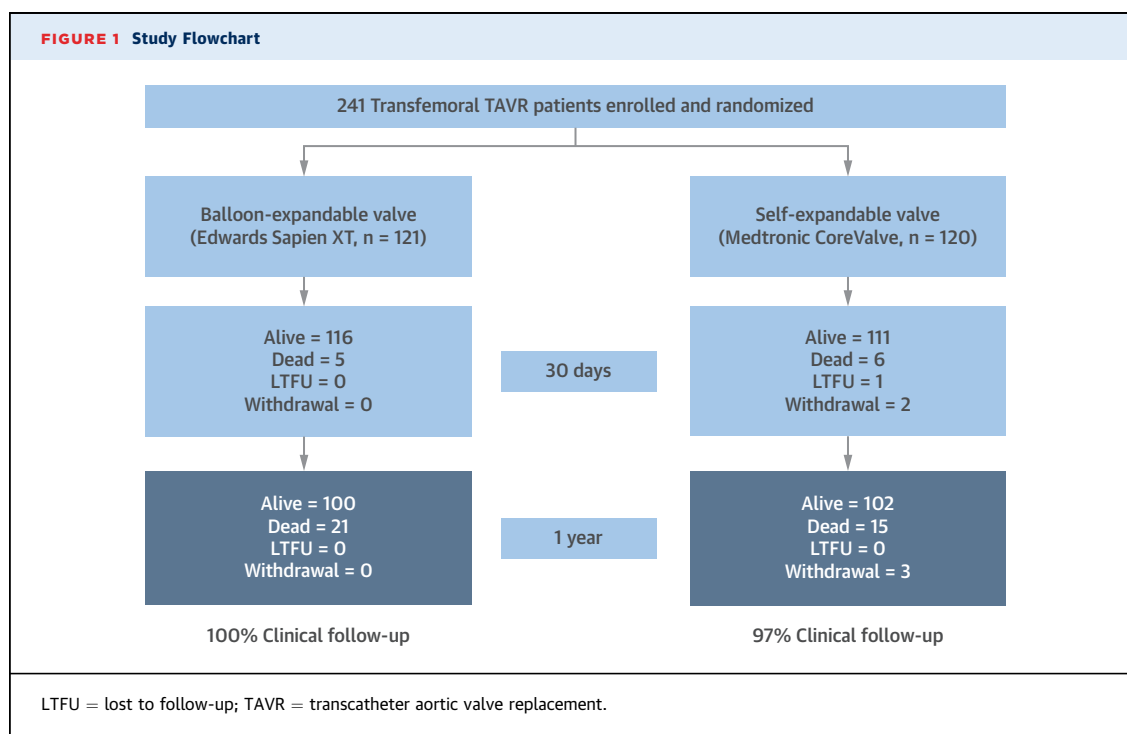 FIGURE 1 Study Flowchart
241 Transfemoral TAVR patients enrolled and randomized
Balloon-expandable valve
(Edwards Sapien XT, n = 121)
Self-expandable valve
(Medtronic CoreValve, n = 120)
Alive = 116
Dead = 5
LTFU = 0
Withdrawal = 0
30 days
Alive = 111
Dead = 6
LTFU = 1
Withdrawal = 2
Alive = 100
Dead = 21
LTFU = 0
Withdrawal = 0
1 year
Alive = 102
Dead = 15
LTFU = 0
Withdrawal = 3
100% Clinical follow-up
97% Clinical follow-up
LTFU = lost to follow-up; TAVR = transcatheter aortic valve replacement.